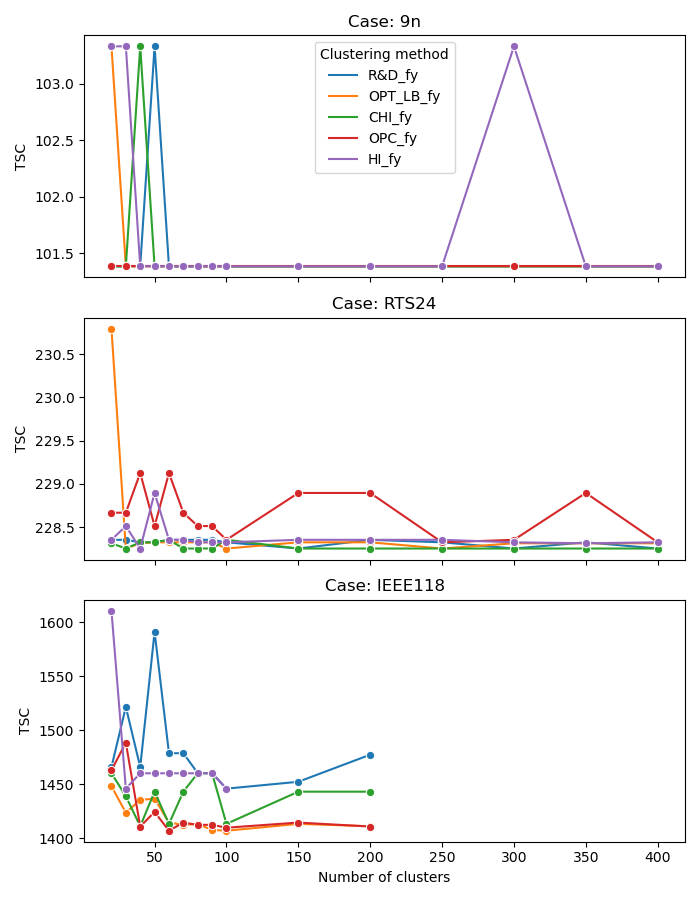 Case: 9n
TSC
103.0
102.5
102.0
101.5
Clustering method
R&D_fy
OPT_LB_fy
CHI_fy
OPC_fy
HI_fy
Case: RTS24
TSC
230.5
230.0
229.5
229.0
228.5
Case: IEEE118
TSC
1600
1550
1500
1450
1400
50 100 150 200 250 300 350 400
Number of clusters